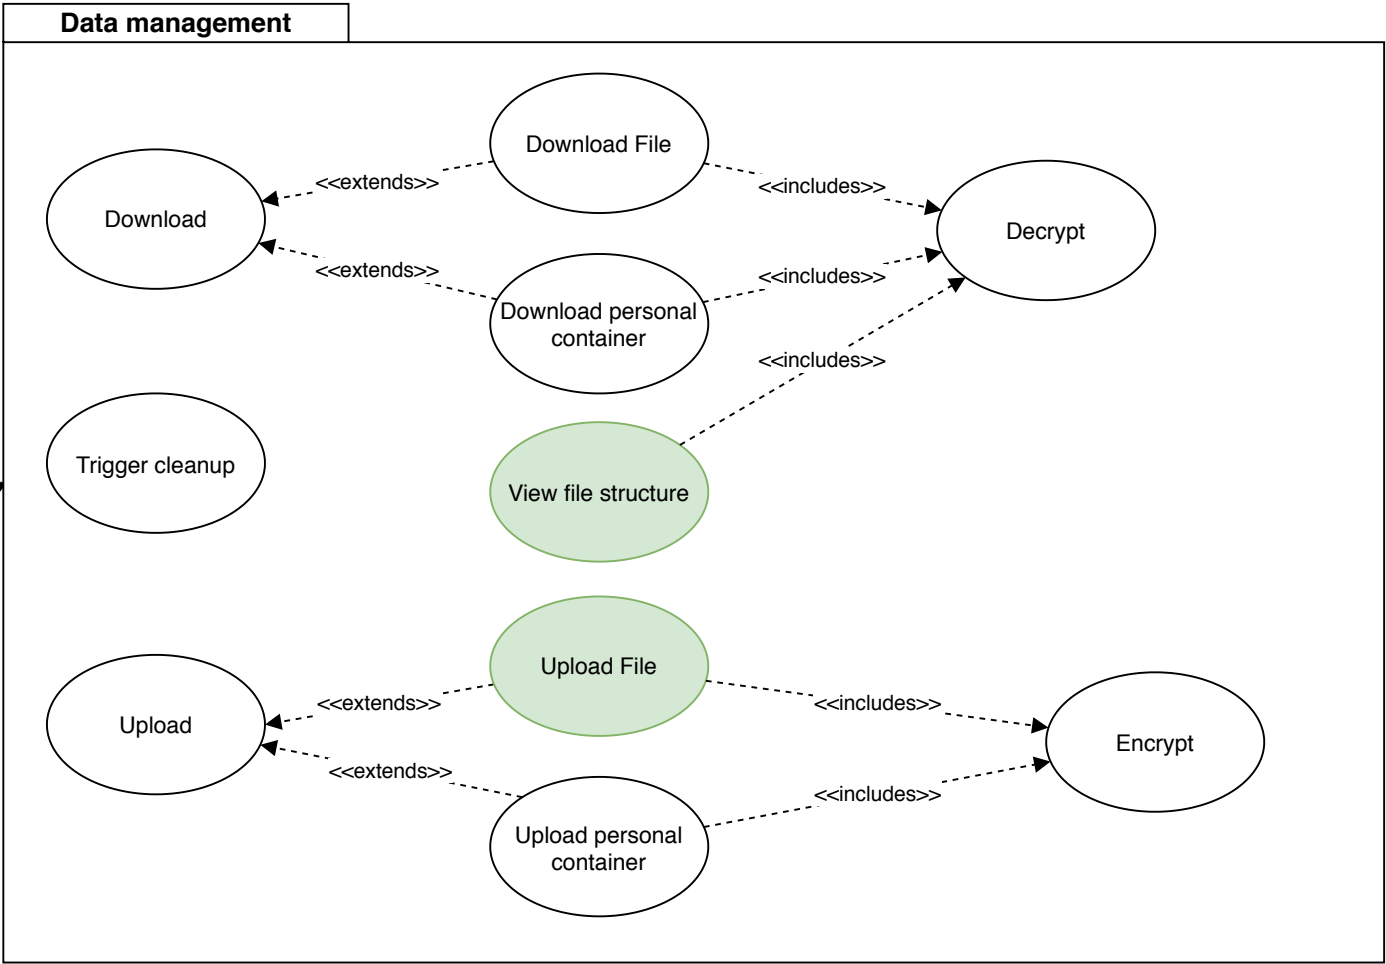 Data management
Download File
<<extends>>
<<includes>>
Download
Decrypt
<<extends>>
<<includes>>
Download personal
container
<<includes>>
Trigger cleanup
View file structure
Upload File
<<extends>>
<<includes>>
Upload
Encrypt
<<extends>>
<<includes>>
Upload personal
container